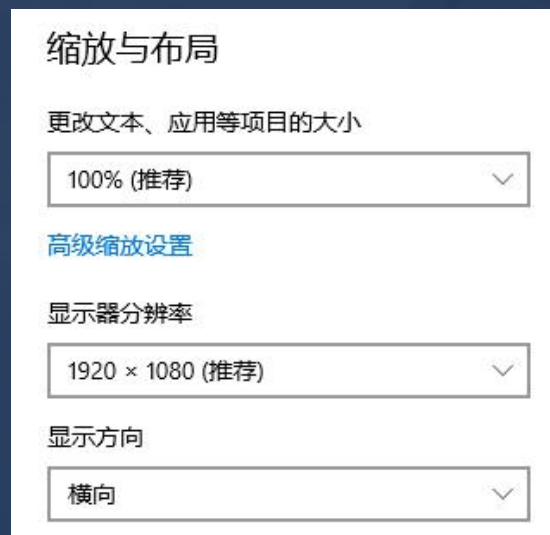 缩放与布局
更改文本、应用等项目的大小
100% (推荐)
高级缩放设置
显示器分辨率
1920 × 1080 (推荐)
显示方向
横向